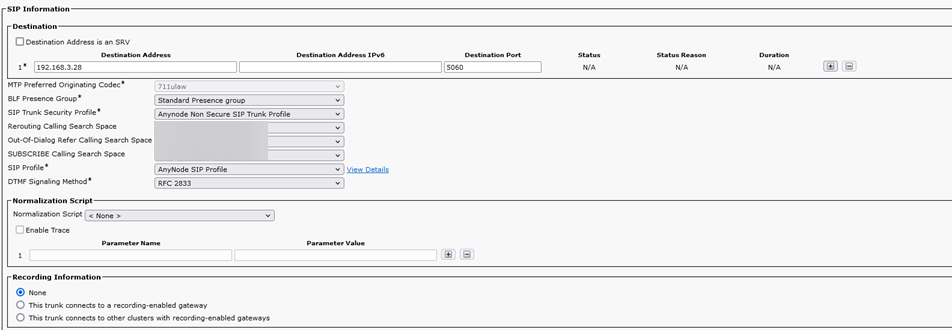 SIP Information
Destination
Destination Address is an SRV
Destination Address Destination Address IPv6 Destination Port Status Status Reason Duration
1* 192.168.3.28 5060 N/A N/A N/A
MTP Preferred Originating Codec* 711ulaw
BLF Presence Group* Standard Presence group
SIP Trunk Security Profile* Anynode Non Secure SIP Trunk Profile
Rerouting Calling Search Space
Out-Of-Dialog Refer Calling Search Space
SUBSCRIBE Calling Search Space
SIP Profile* AnyNode SIP Profile View Details
DTMF Signaling Method* RFC 2833
Normalization Script
Normalization Script < None >
Enable Trace
Parameter Name Parameter Value
1
Recording Information
None
This trunk connects to a recording-enabled gateway
This trunk connects to other clusters with recording-enabled gateways